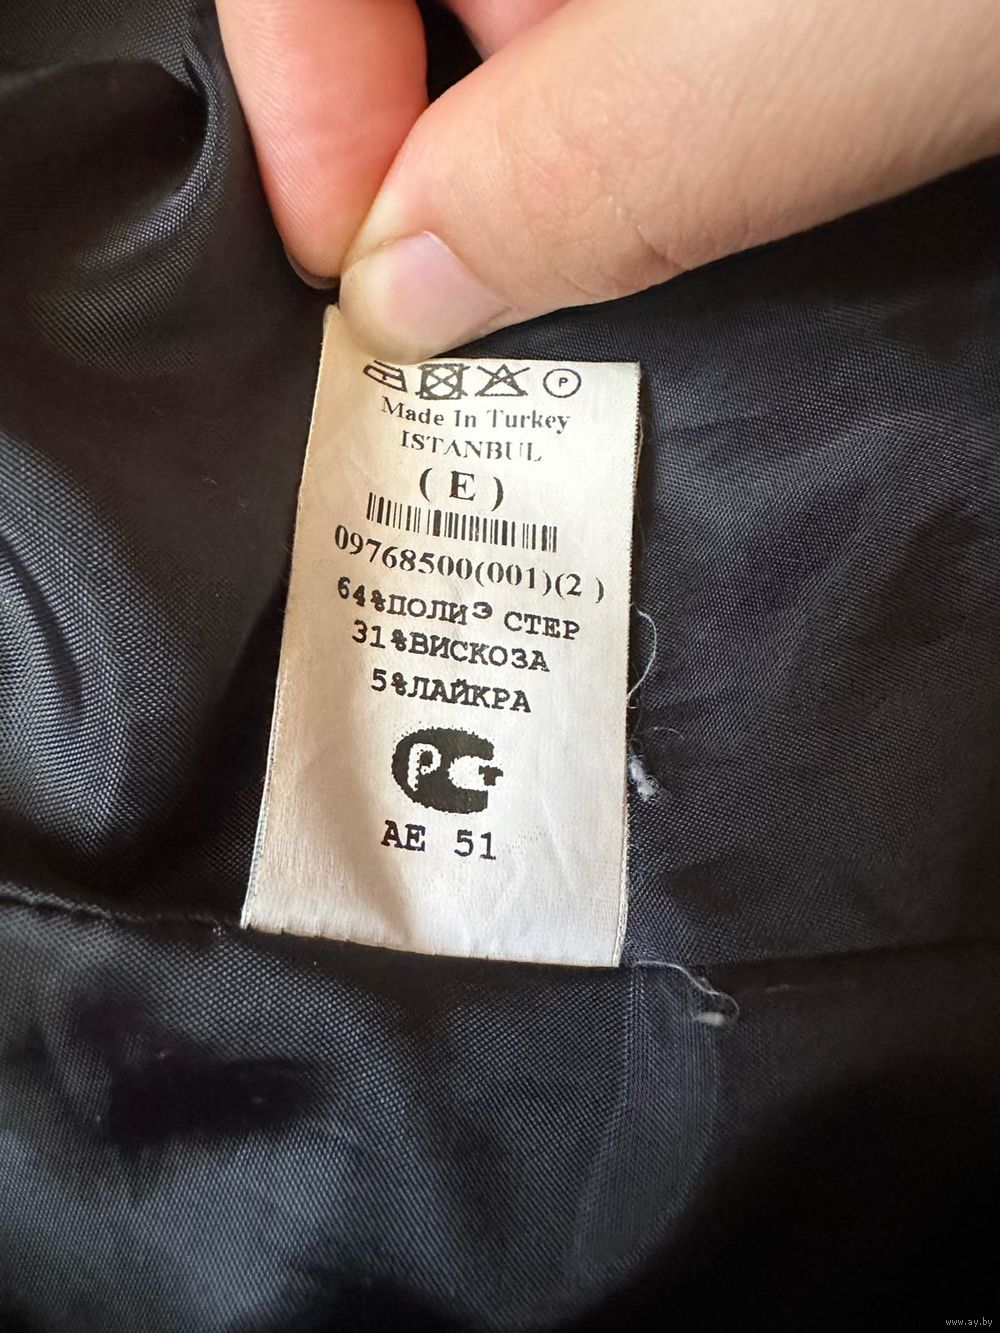 P
Made In Turkey
ISTANBUL
( E )
09768500(001)(2 )
64%ПОЛИЭ СТЕР
31%ВИСКОЗА
5%ЛАЙКРА
РСТ
АЕ 51
www.ay.by